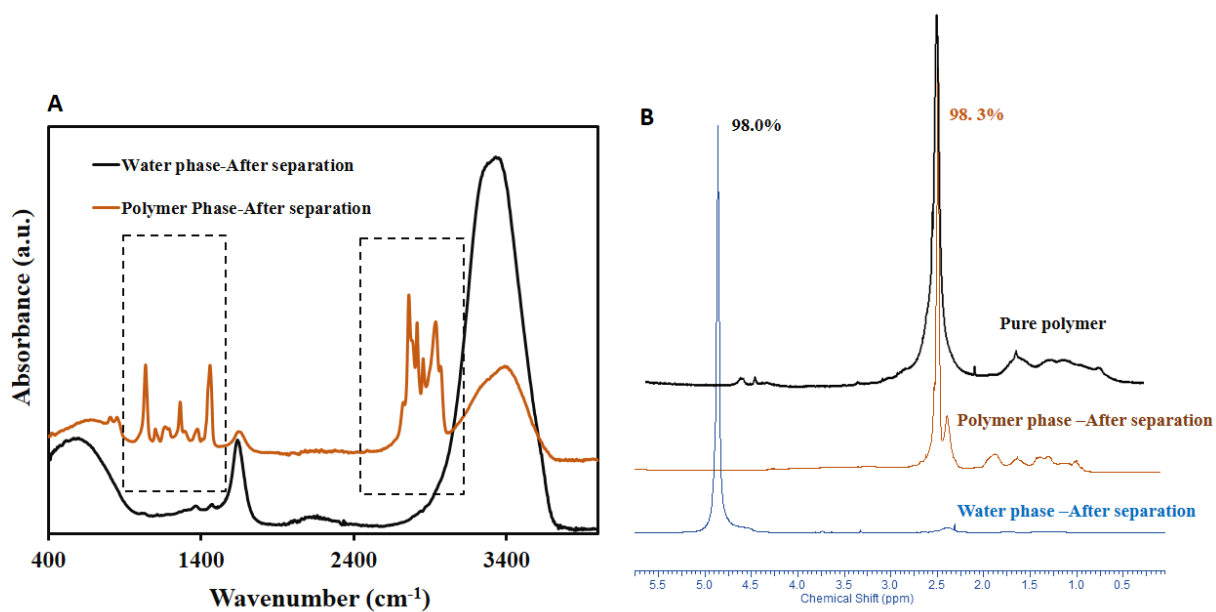 A
Water phase-After separation
Polymer Phase-After separation
Absorbance (a.u.)
400
1400
2400
3400
Wavenumber (cm-1)
B
98.0%
98. 3%
Pure polymer
Polymer phase –After separation
Water phase –After separation
5.5 5.0 4.5 4.0 3.5 3.0 2.5 2.0 1.5 1.0 0.5
Chemical Shift (ppm)